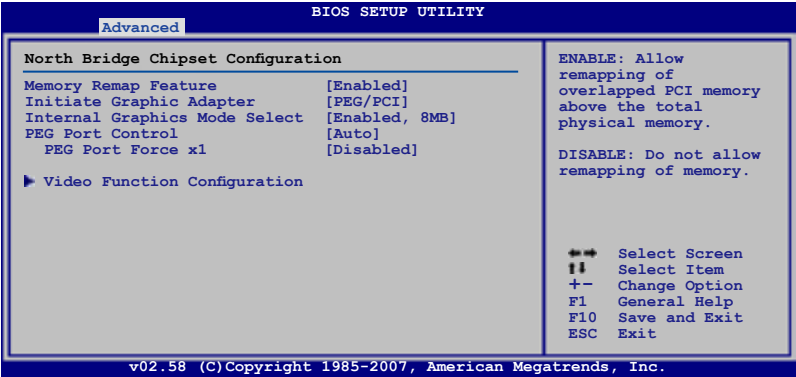 BIOS SETUP UTILITY
Advanced
North Bridge Chipset Configuration
Memory Remap Feature [Enabled]
Initiate Graphic Adapter [PEG/PCI]
Internal Graphics Mode Select [Enabled, 8MB]
PEG Port Control [Auto]
PEG Port Force x1 [Disabled]
Video Function Configuration
ENABLE: Allow
remapping of
overlapped PCI memory
above the total
physical memory.
DISABLE: Do not allow
remapping of memory.
←→ Select Screen
↑↓ Select Item
+- Change Option
F1 General Help
F10 Save and Exit
ESC Exit
v02.58 (C)Copyright 1985-2007, American Megatrends, Inc.